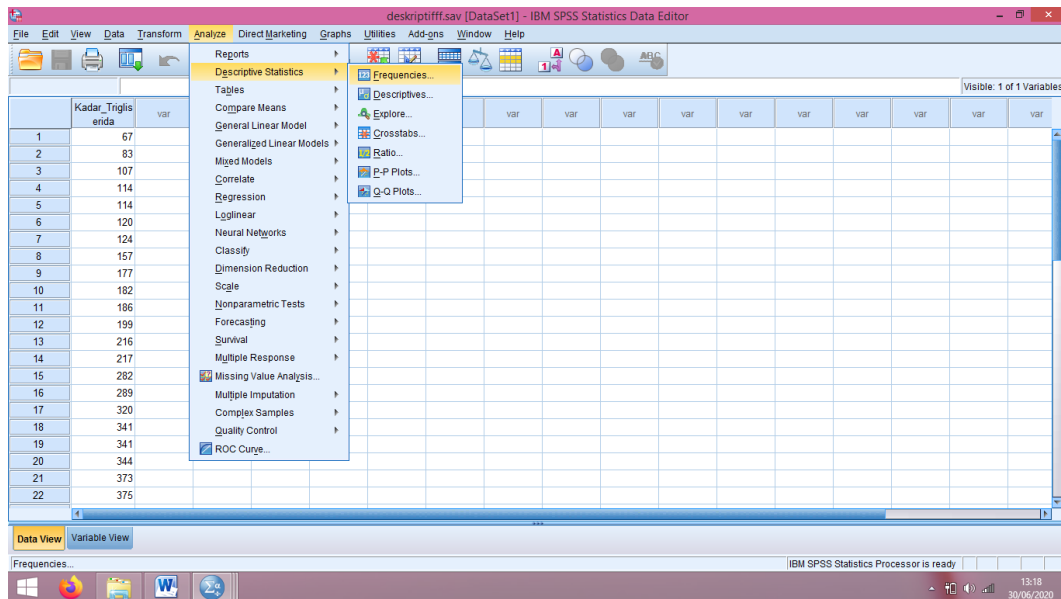 deskriptifff.sav [DataSet1] - IBM SPSS Statistics Data Editor
File Edit View Data Transform Analyze Direct Marketing Graphs Utilities Add-ons Window Help
Reports
Descriptive Statistics
Tables
Compare Means
General Linear Model
Generalized Linear Models
Mixed Models
Correlate
Regression
Loglinear
Neural Networks
Classify
Dimension Reduction
Scale
Nonparametric Tests
Forecasting
Survival
Multiple Response
Missing Value Analysis...
Multiple Imputation
Complex Samples
Quality Control
ROC Curve...
Frequencies...
Descriptives...
Explore...
Crosstabs...
Ratio...
P-P Plots...
Q-Q Plots...
Visible: 1 of 1 Variables
Kadar_Triglis
erida
var var var var var var var var var var var
1 67
2 83
3 107
4 114
5 114
6 120
7 124
8 157
9 177
10 182
11 186
12 199
13 216
14 217
15 282
16 289
17 320
18 341
19 341
20 344
21 373
22 375
Data View Variable View
Frequencies... IBM SPSS Statistics Processor is ready
13:18
30/06/2020